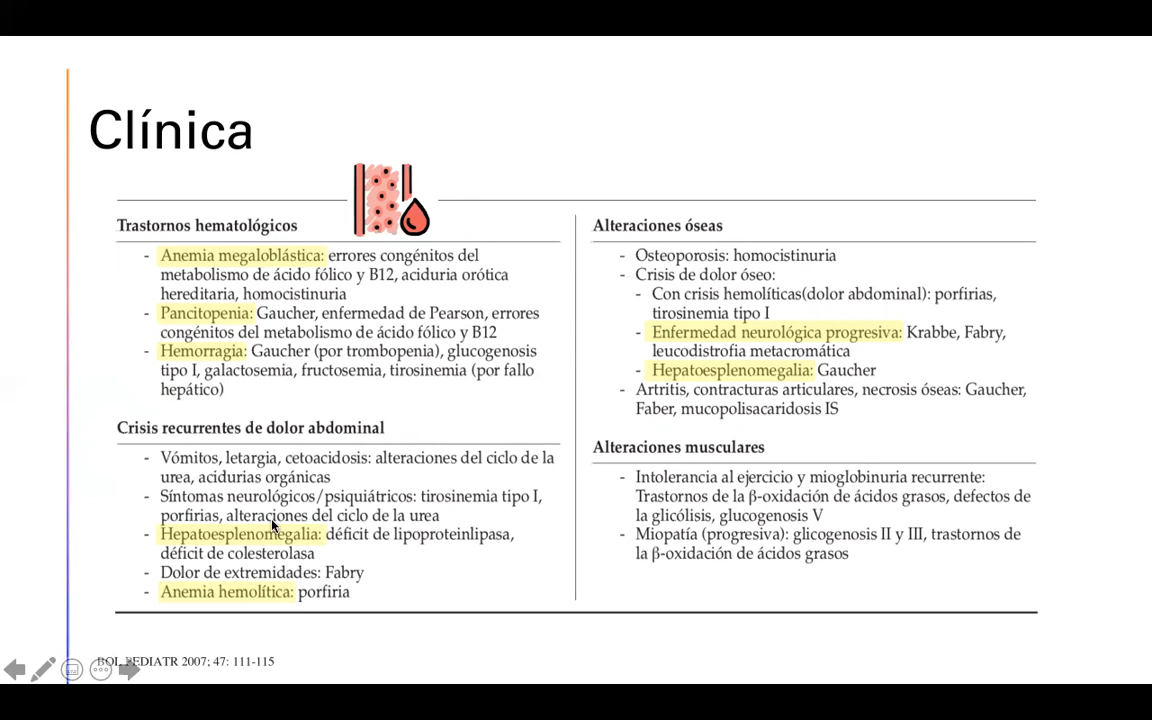 Clínica
Trastornos hematológicos
- Anemia megaloblástica: errores congénitos del
metabolismo de ácido fólico y B12, aciduria orótica
hereditaria, homocistinuria
- Pancitopenia: Gaucher, enfermedad de Pearson, errores
congénitos del metabolismo de ácido fólico y B12
- Hemorragia: Gaucher (por trombopenia), glucogenosis
tipo I, galactosemia, fructosemia, tirosinemia (por fallo
hepático)
Crisis recurrentes de dolor abdominal
- Vómitos, letargia, cetoacidosis: alteraciones del ciclo de la
urea, acidurias orgánicas
- Síntomas neurológicos/psiquiátricos: tirosinemia tipo I,
porfirias, alteraciones del ciclo de la urea
- Hepatoesplenomegalia: déficit de lipoproteinlipasa,
déficit de colesterolasa
- Dolor de extremidades: Fabry
- Anemia hemolítica: porfiria
Alteraciones óseas
- Osteoporosis: homocistinuria
- Crisis de dolor óseo:
- Con crisis hemolíticas(dolor abdominal): porfirias,
tirosinemia tipo I
- Enfermedad neurológica progresiva: Krabbe, Fabry,
leucodistrofia metacromática
- Hepatoesplenomegalia: Gaucher
- Artritis, contracturas articulares, necrosis óseas: Gaucher,
Faber, mucopolisacaridosis IS
Alteraciones musculares
- Intolerancia al ejercicio y mioglobinuria recurrente:
Trastornos de la β-oxidación de ácidos grasos, defectos de
la glicólisis, glucogenosis V
- Miopatía (progresiva): glicogenosis II y III, trastornos de
la β-oxidación de ácidos grasos
BOL PEDIATR 2007; 47: 111-115